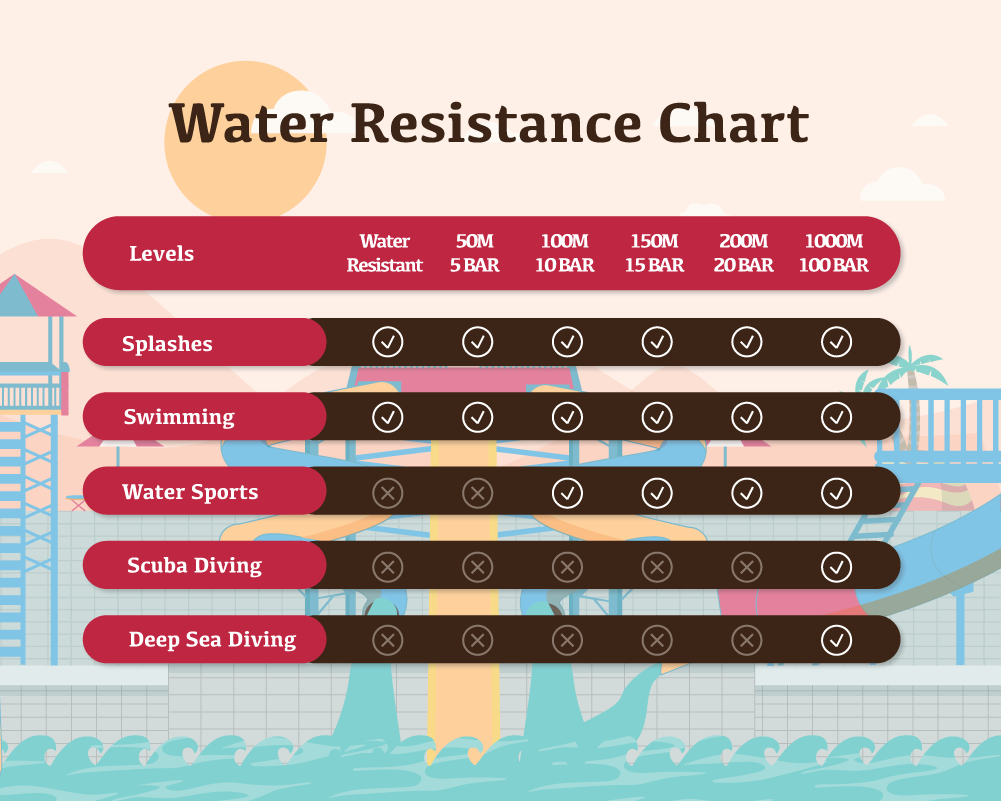 Water Resistance Chart
Levels
Water Resistant
50M 5 BAR
100M 10 BAR
150M 15 BAR
200M 20 BAR
1000M 100 BAR
Splashes
Swimming
Water Sports
Scuba Diving
Deep Sea Diving